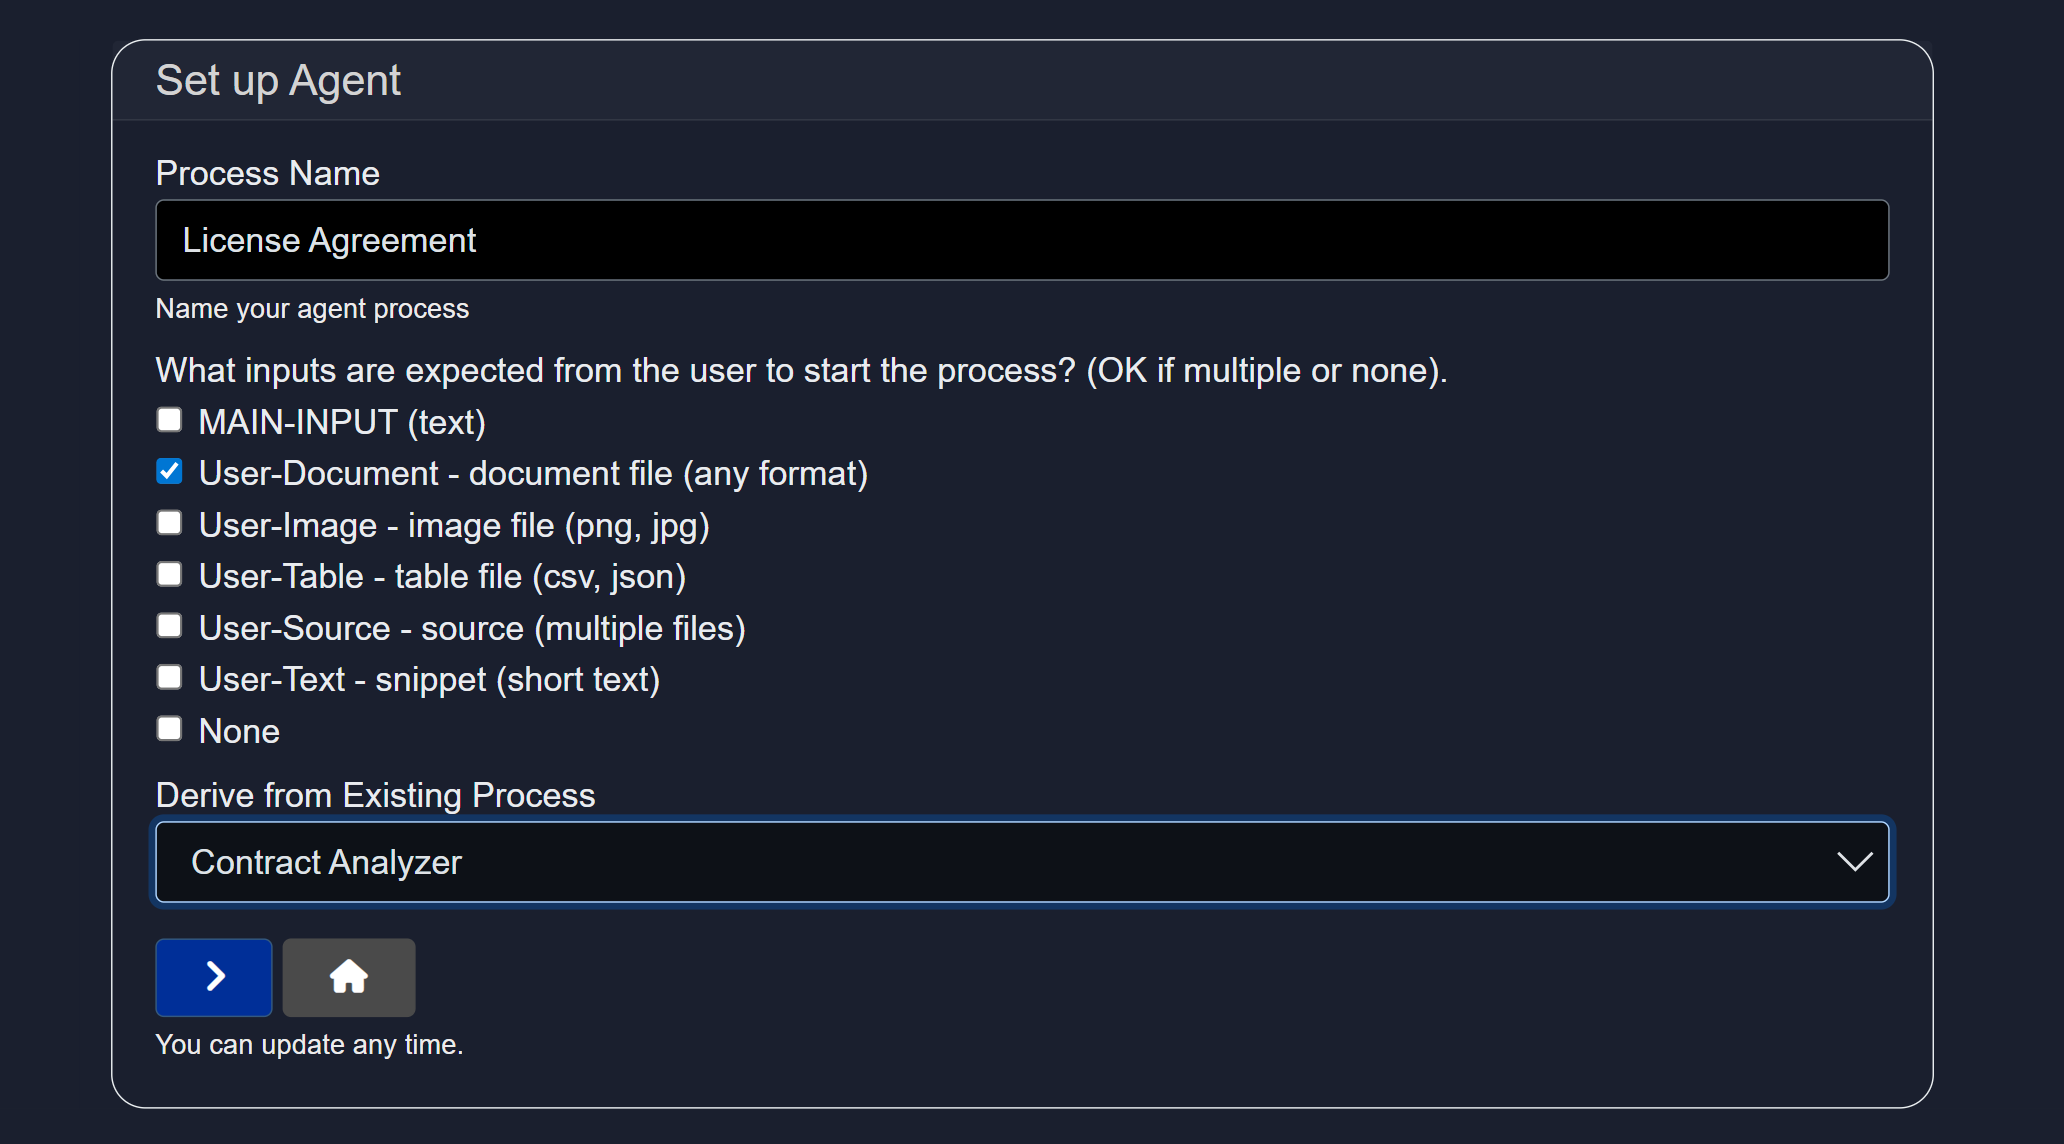 Set up Agent
Process Name
License Agreement
Name your agent process
What inputs are expected from the user to start the process? (OK if multiple or none).
MAIN-INPUT (text)
User-Document - document file (any format)
User-Image - image file (png, jpg)
User-Table - table file (csv, json)
User-Source - source (multiple files)
User-Text - snippet (short text)
None
Derive from Existing Process
Contract Analyzer
You can update any time.